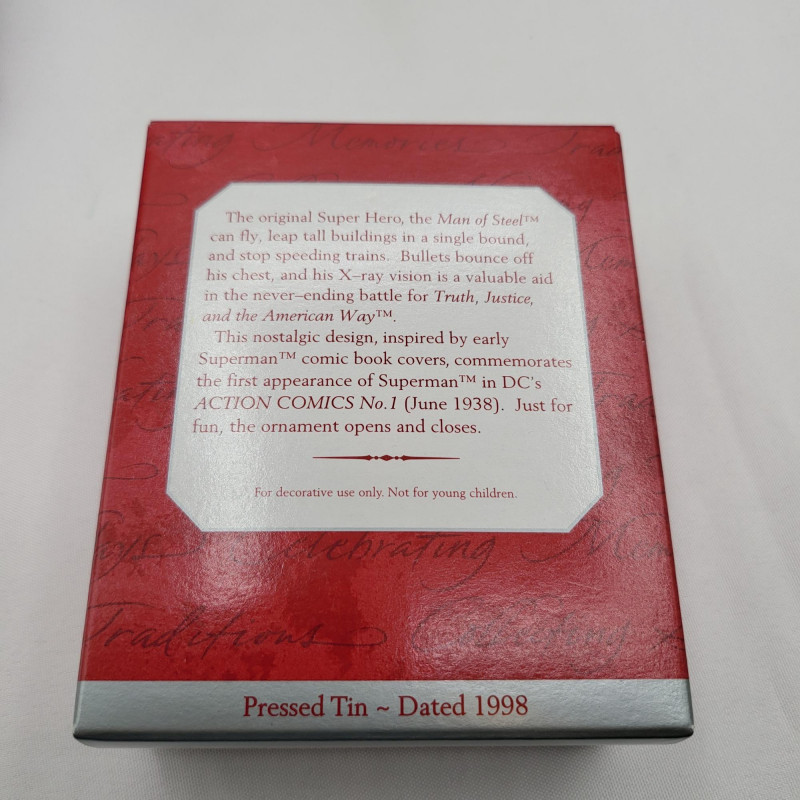 Memories
The original Super Hero, the Man of Steel™
can fly, leap tall buildings in a single bound,
and stop speeding trains. Bullets bounce off
his chest, and his X–ray vision is a valuable aid
in the never–ending battle for Truth, Justice,
and the American Way™.
This nostalgic design, inspired by early
Superman™ comic book covers, commemorates
the first appearance of Superman™ in DC's
ACTION COMICS No.1 (June 1938). Just for
fun, the ornament opens and closes.
For decorative use only. Not for young children.
Celebrating
Traditions
Pressed Tin ~ Dated 1998